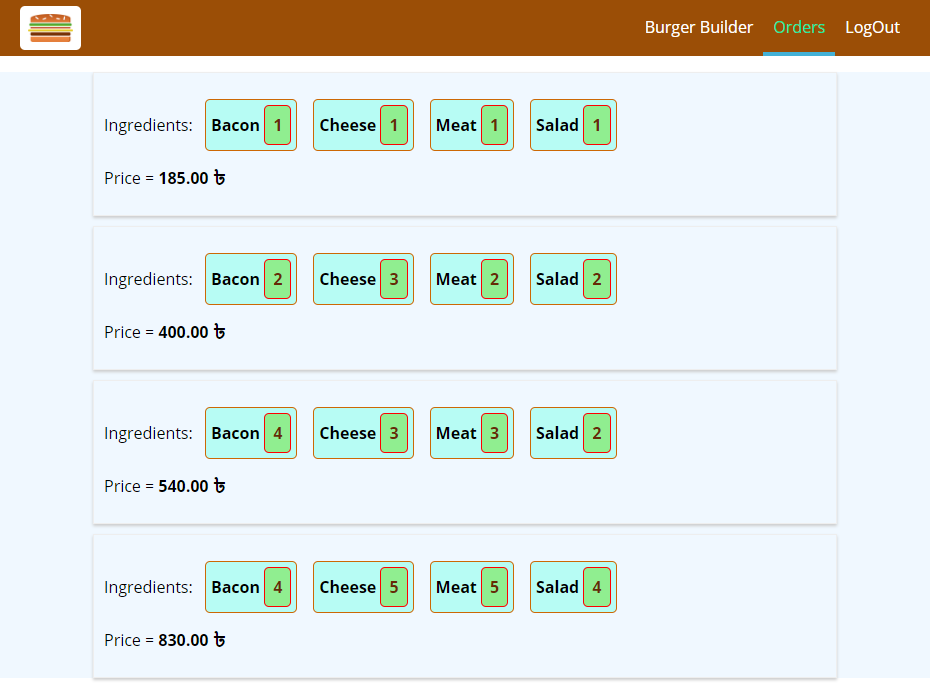 Burger Builder Orders LogOut
Ingredients: Bacon 1 Cheese 1 Meat 1 Salad 1
Price = 185.00 ৳
Ingredients: Bacon 2 Cheese 3 Meat 2 Salad 2
Price = 400.00 ৳
Ingredients: Bacon 4 Cheese 3 Meat 3 Salad 2
Price = 540.00 ৳
Ingredients: Bacon 4 Cheese 5 Meat 5 Salad 4
Price = 830.00 ৳